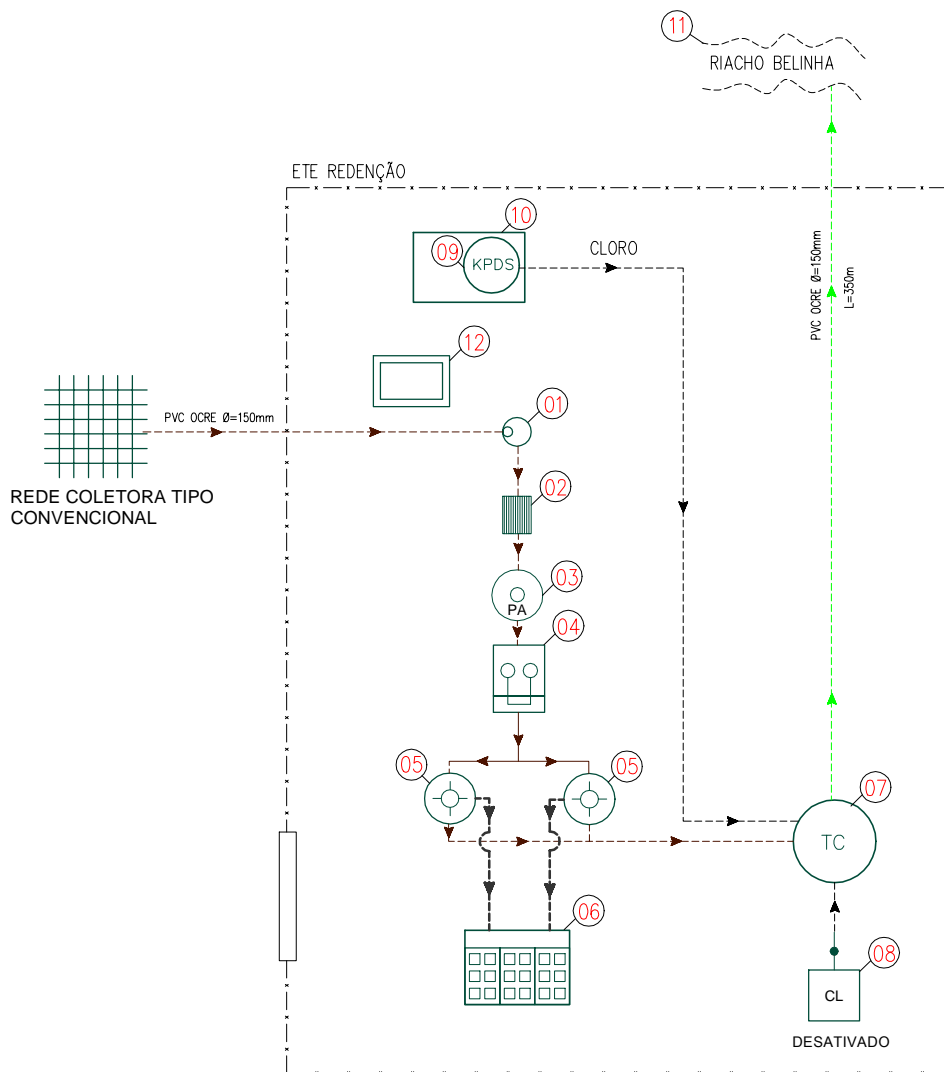 11
RIACHO BELINHA
ETE REDENÇÃO
10
09
KPDS
CLORO
PVC OCRE Ø=150mm
L=350m
12
01
PVC OCRE Ø=150mm
REDE COLETORA TIPO
CONVENCIONAL
02
03
PA
04
05
05
07
TC
06
08
CL
DESATIVADO